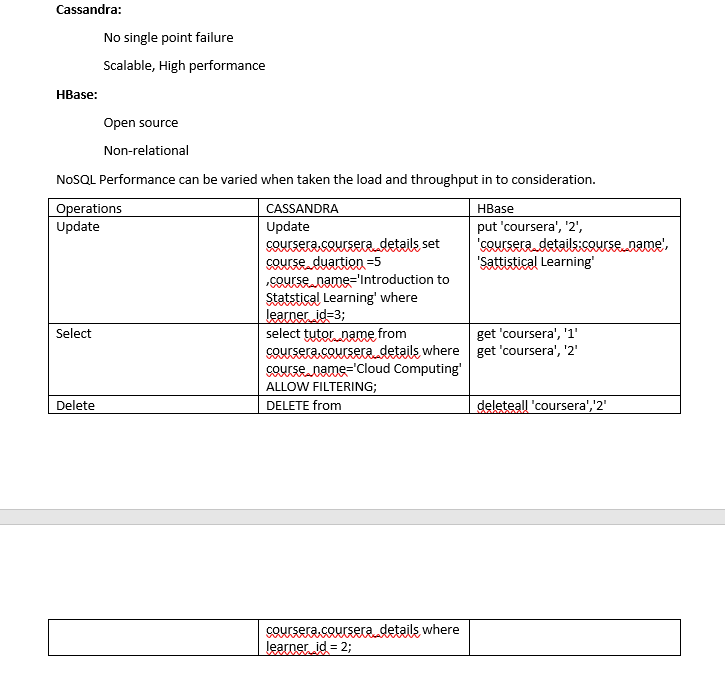 Cassandra:
No single point failure
Scalable, High performance
HBase:
Open source
Non-relational
NoSQL Performance can be varied when taken the load and throughput in to consideration.
Operations CASSANDRA HBase
Update
Update
coursera.coursera_details set
course_duartion =5
,course_name='Introduction to
Statstical Learning' where
learner_id=3;
put 'coursera', '2',
'coursera_details:course_name',
'Sattistical Learning'
Select
select tutor_name from
coursera.coursera_details where
course_name='Cloud Computing'
ALLOW FILTERING;
get 'coursera', '1'
get 'coursera', '2'
Delete
DELETE from
deleteall 'coursera','2'
coursera.coursera_details where
learner_id = 2;